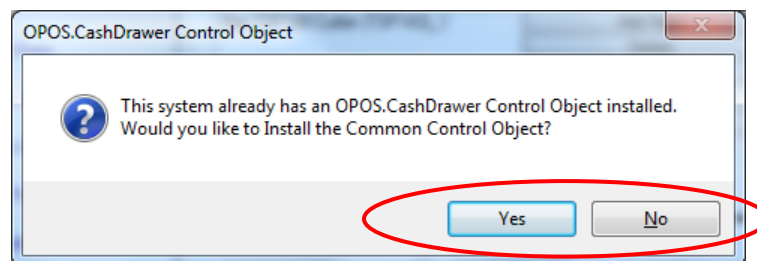 OPOS.CashDrawer Control Object
This system already has an OPOS.CashDrawer Control Object installed.
Would you like to Install the Common Control Object?
Yes
No